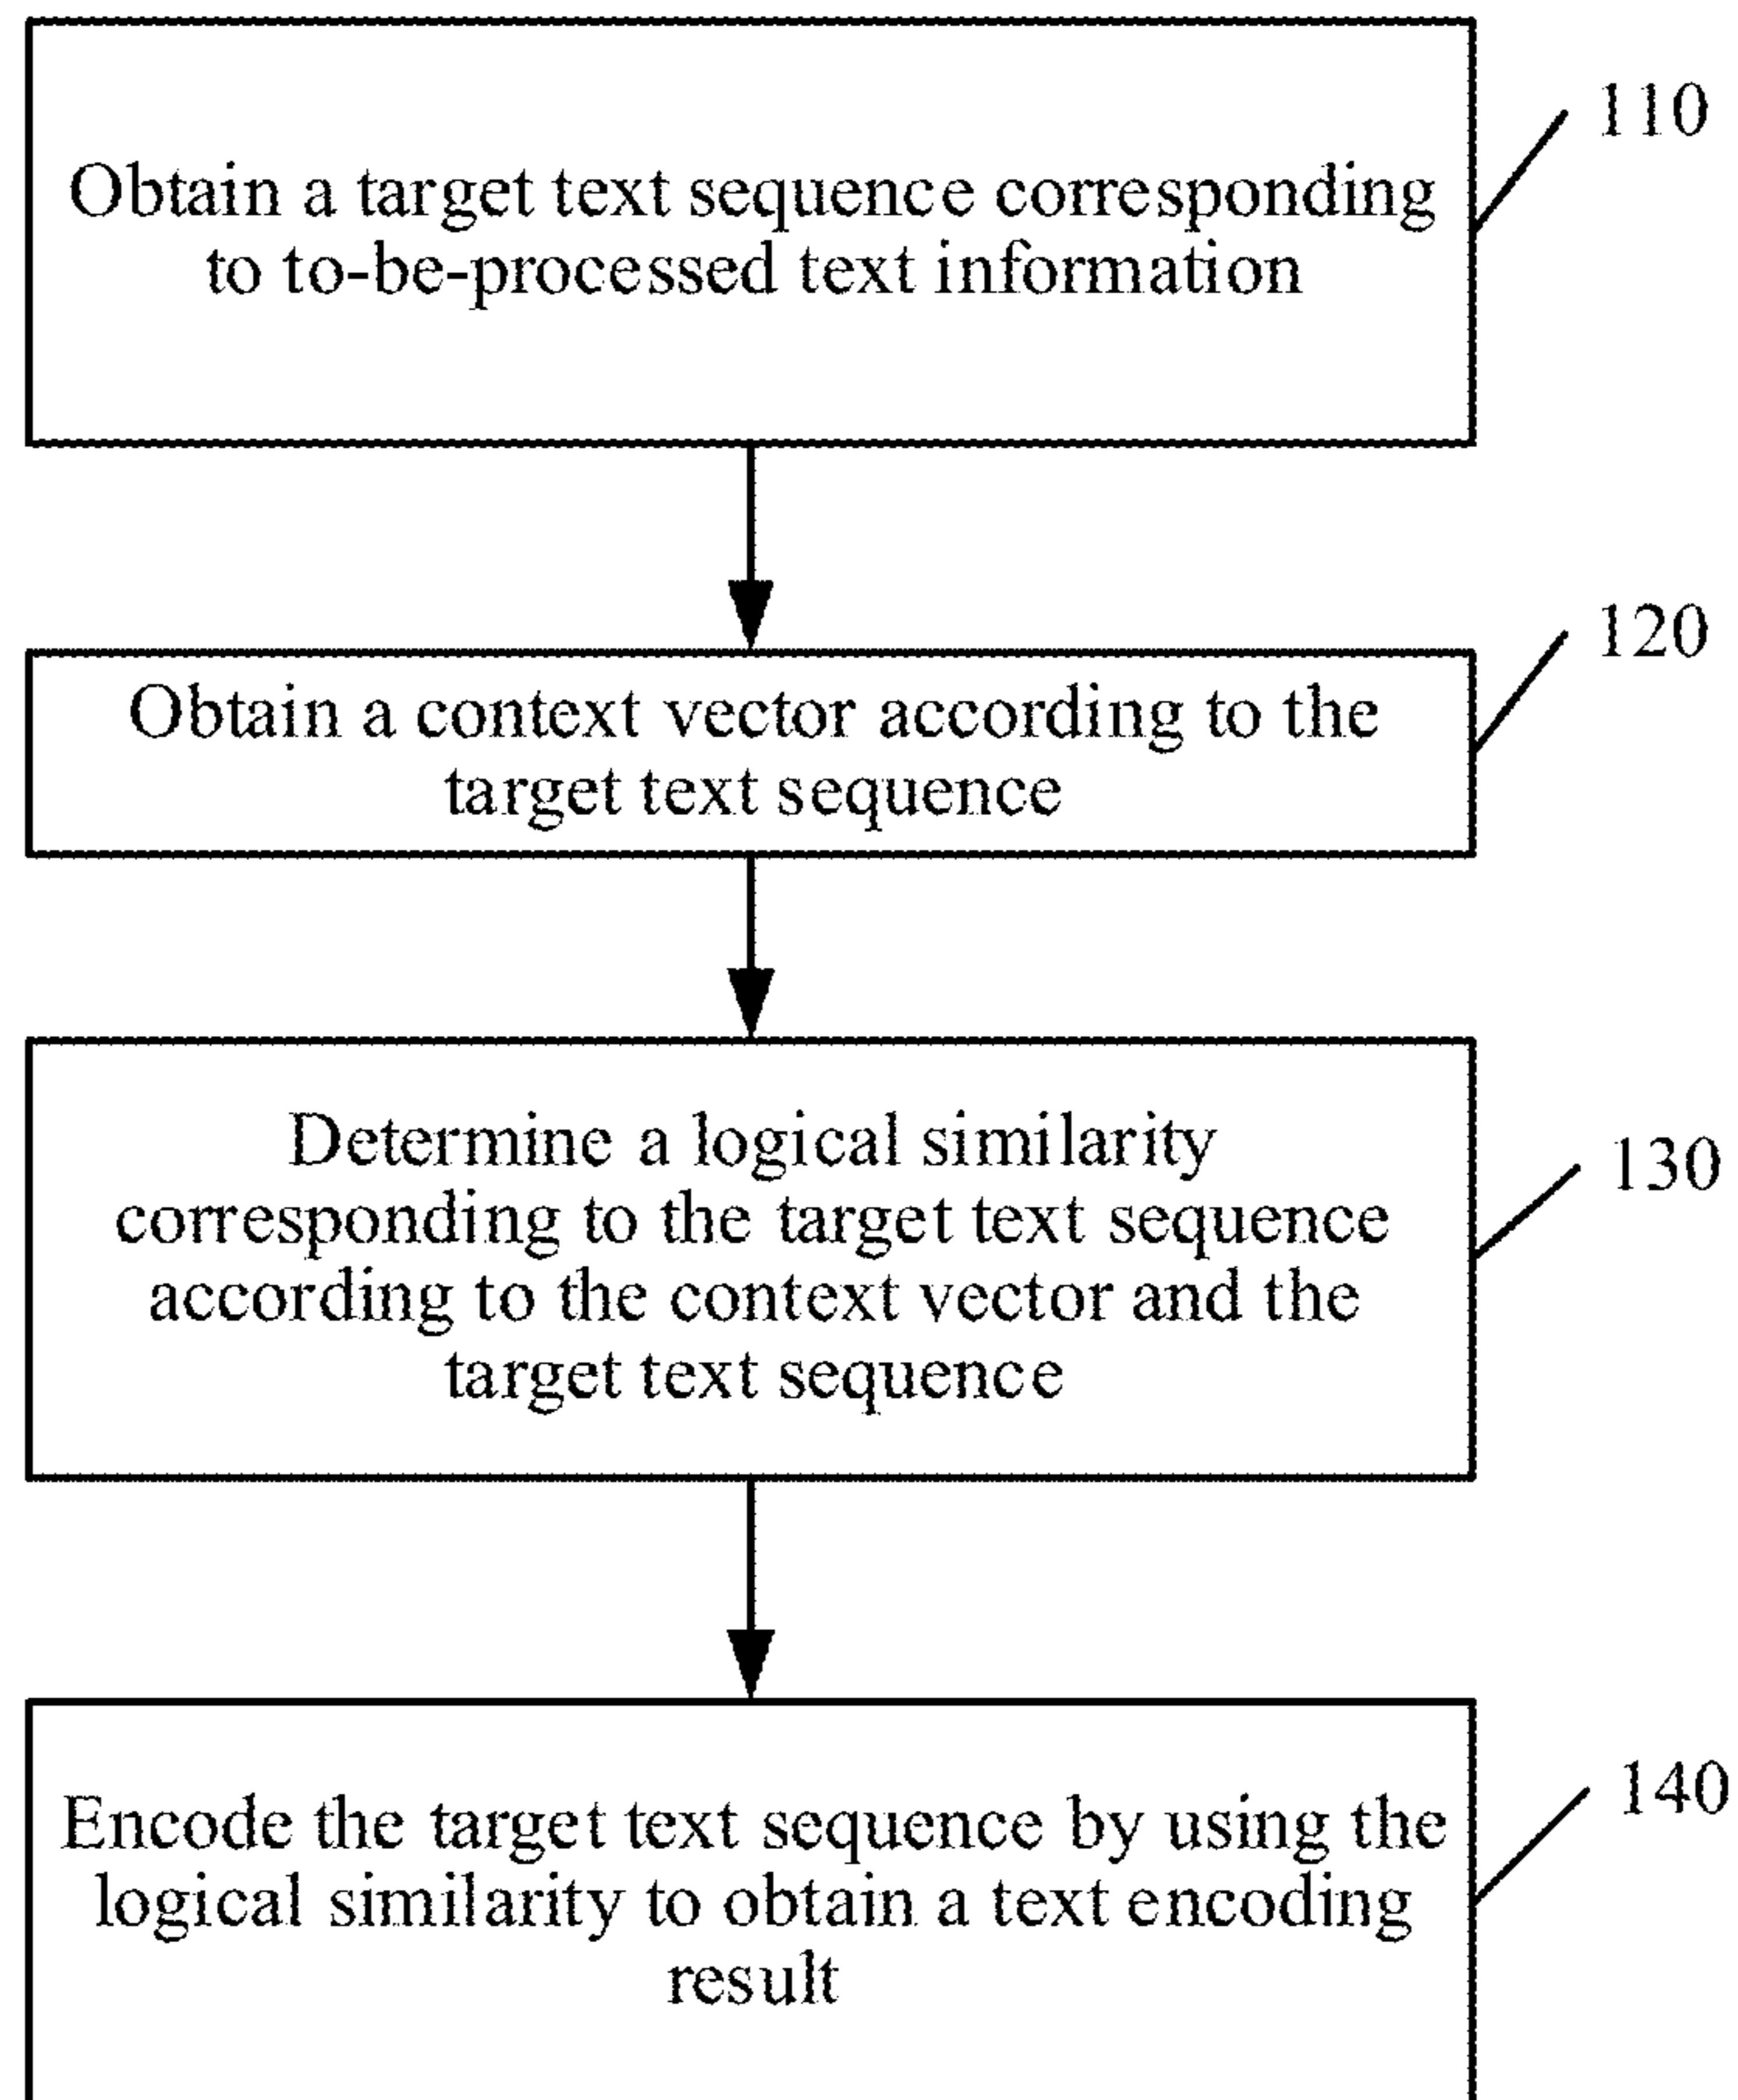 110
Obtain a target text sequence corresponding
to to-be-processed text information
120
Obtain a context vector according to the
target text sequence
130
Determine a logical similarity
corresponding to the target text sequence
according to the context vector and the
target text sequence
140
Encode the target text sequence by using the
logical similarity to obtain a text encoding
result